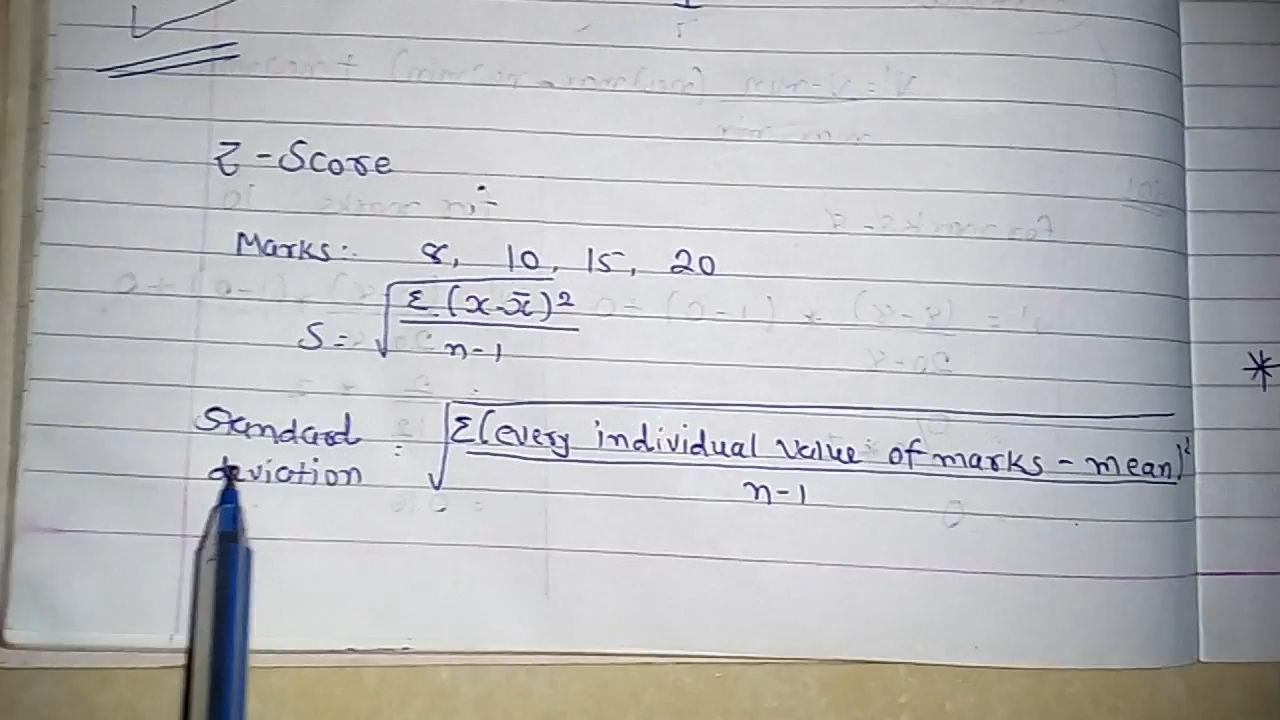 Z-Score
Marks:. 8, 10, 15, 20
S = √ Σ(x-x̄)² / n-1
Standard deviation = √ Σ(every individual value of marks - mean)² / n-1
*